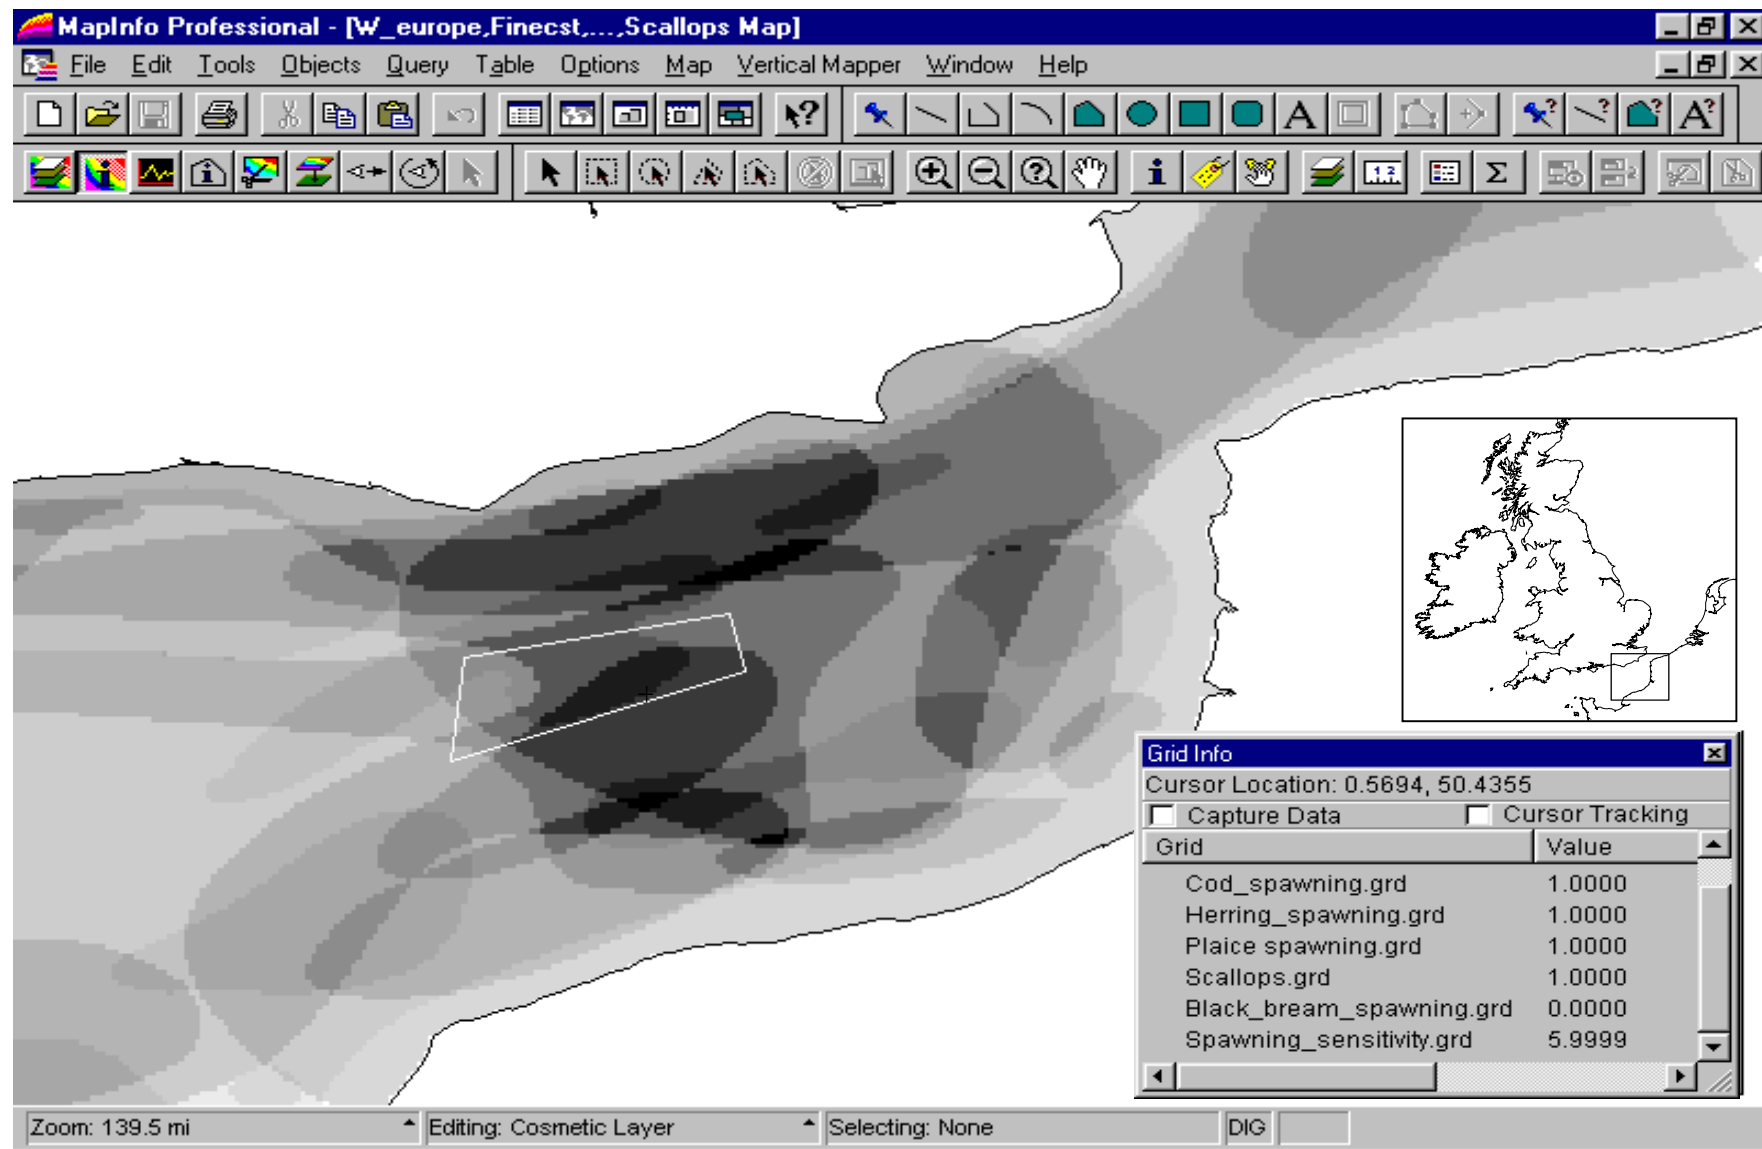 MapInfo Professional - [W_europe,Finecst,...,Scallops Map]
File Edit Tools Objects Query Table Options Map Vertical Mapper Window Help
Grid Info
Cursor Location: 0.5694, 50.4355
Capture Data Cursor Tracking
Grid Value
Cod_spawning.grd 1.0000
Herring_spawning.grd 1.0000
Plaice spawning.grd 1.0000
Scallops.grd 1.0000
Black_bream_spawning.grd 0.0000
Spawning_sensitivity.grd 5.9999
Zoom: 139.5 mi Editing: Cosmetic Layer Selecting: None DIG